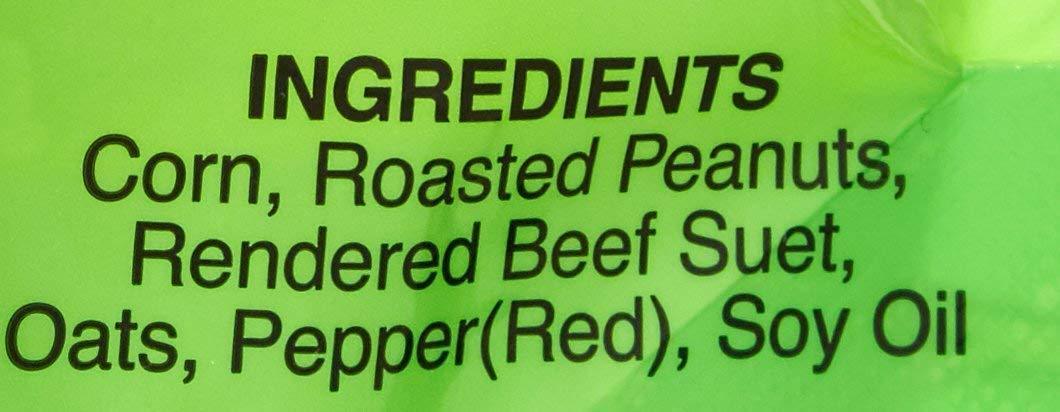 INGREDIENTS
Corn, Roasted Peanuts,
Rendered Beef Suet,
Oats, Pepper(Red), Soy Oil